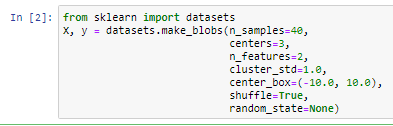 In [2]: from sklearn import datasets
X, y = datasets.make_blobs(n_samples=40,
centers=3,
n_features=2,
cluster_std=1.0,
center_box=(-10.0, 10.0),
shuffle=True,
random_state=None)